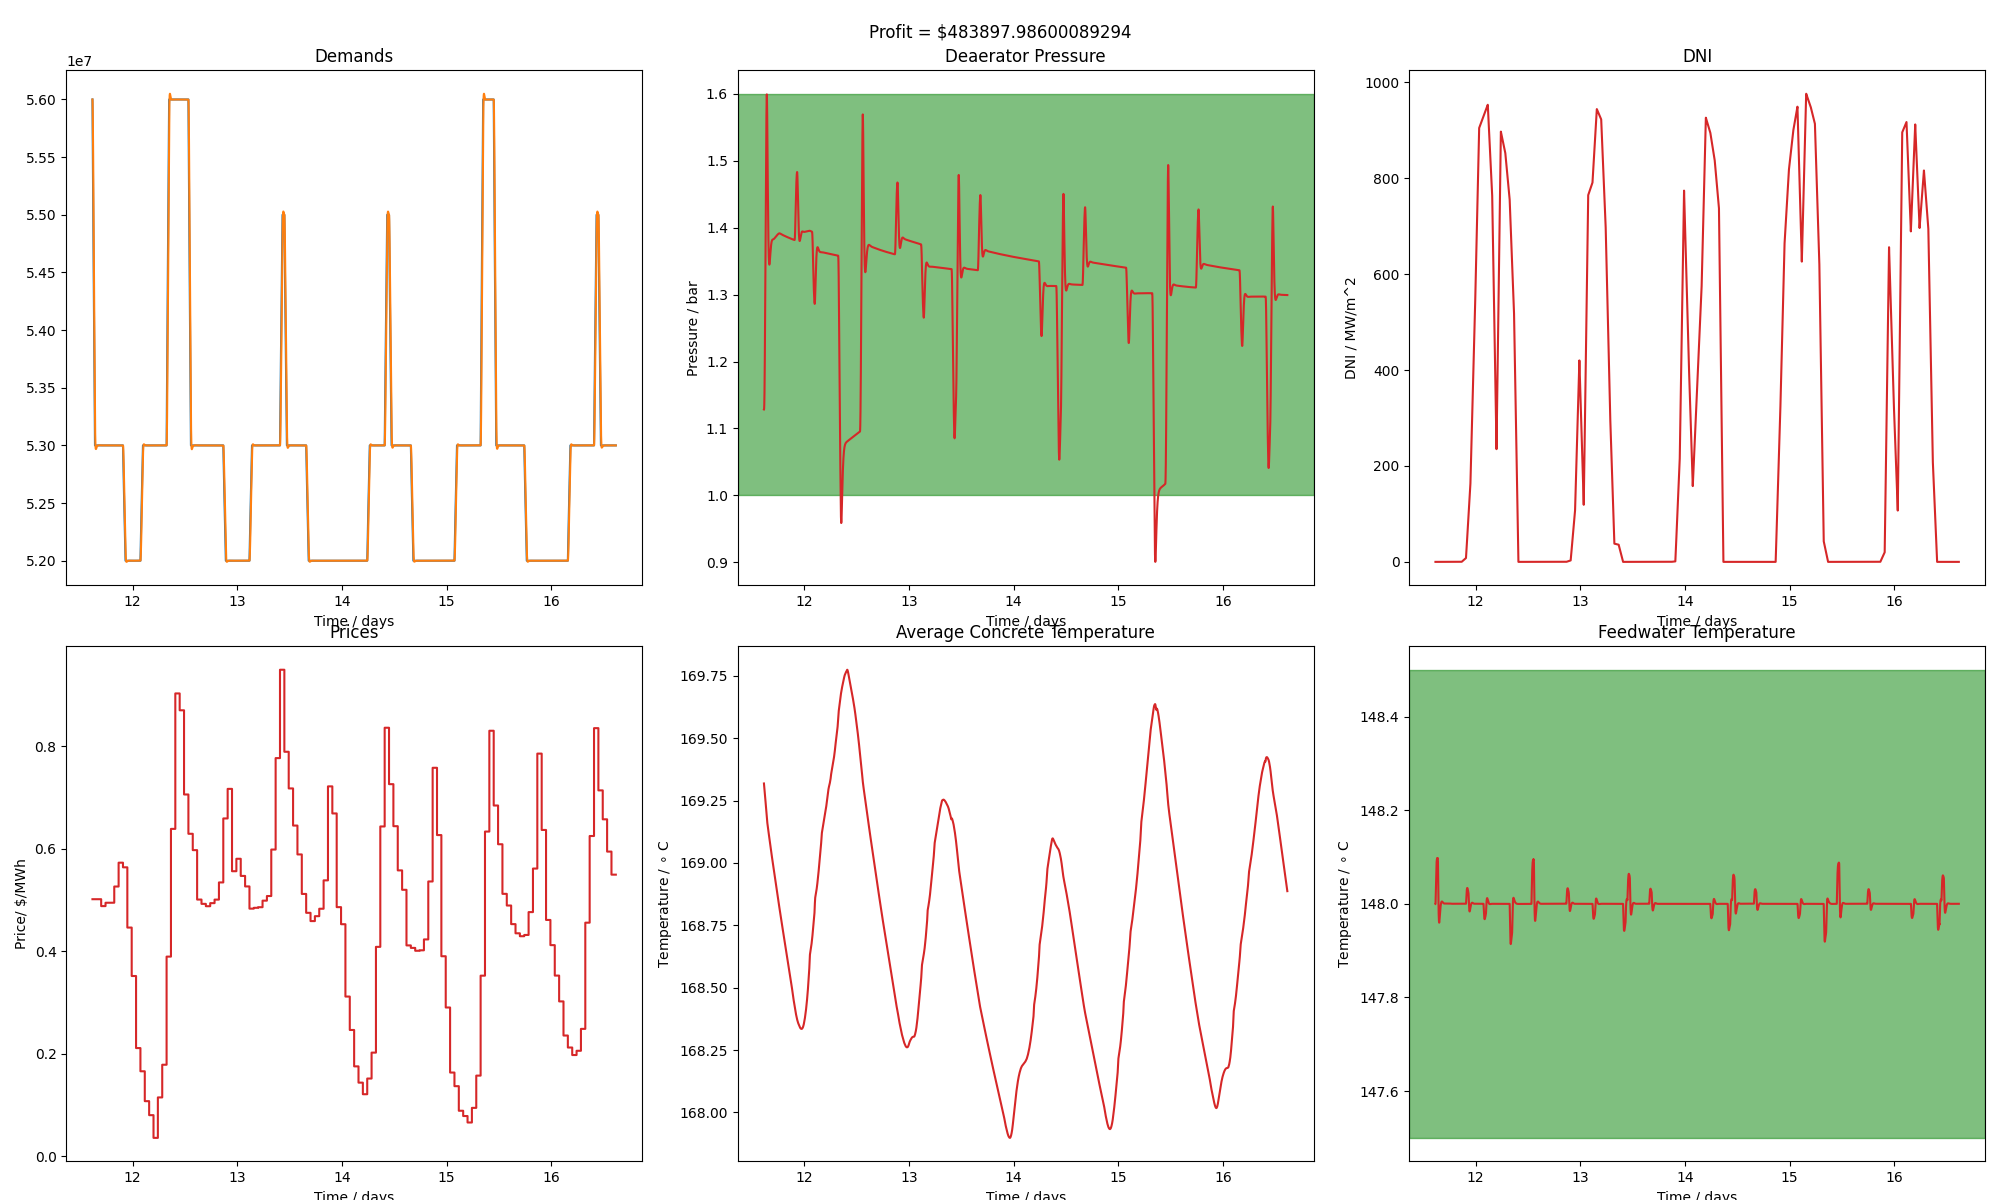 Profit = $483897.98600089294
Demands
1e7
5.60
5.55
5.50
5.45
5.40
5.35
5.30
5.25
5.20
12 13 14 15 16
Time / days
Deaerator Pressure
Pressure / bar
1.6
1.5
1.4
1.3
1.2
1.1
1.0
0.9
12 13 14 15 16
Time / days
DNI
DNI / MW/m^2
1000
800
600
400
200
0
12 13 14 15 16
Time / days
Prices
Price/ $/MWh
0.8
0.6
0.4
0.2
0.0
12 13 14 15 16
Time / days
Average Concrete Temperature
Temperature / ∘ C
169.75
169.50
169.25
169.00
168.75
168.50
168.25
168.00
12 13 14 15 16
Time / days
Feedwater Temperature
Temperature / ∘ C
148.4
148.2
148.0
147.8
147.6
12 13 14 15 16
Time / days